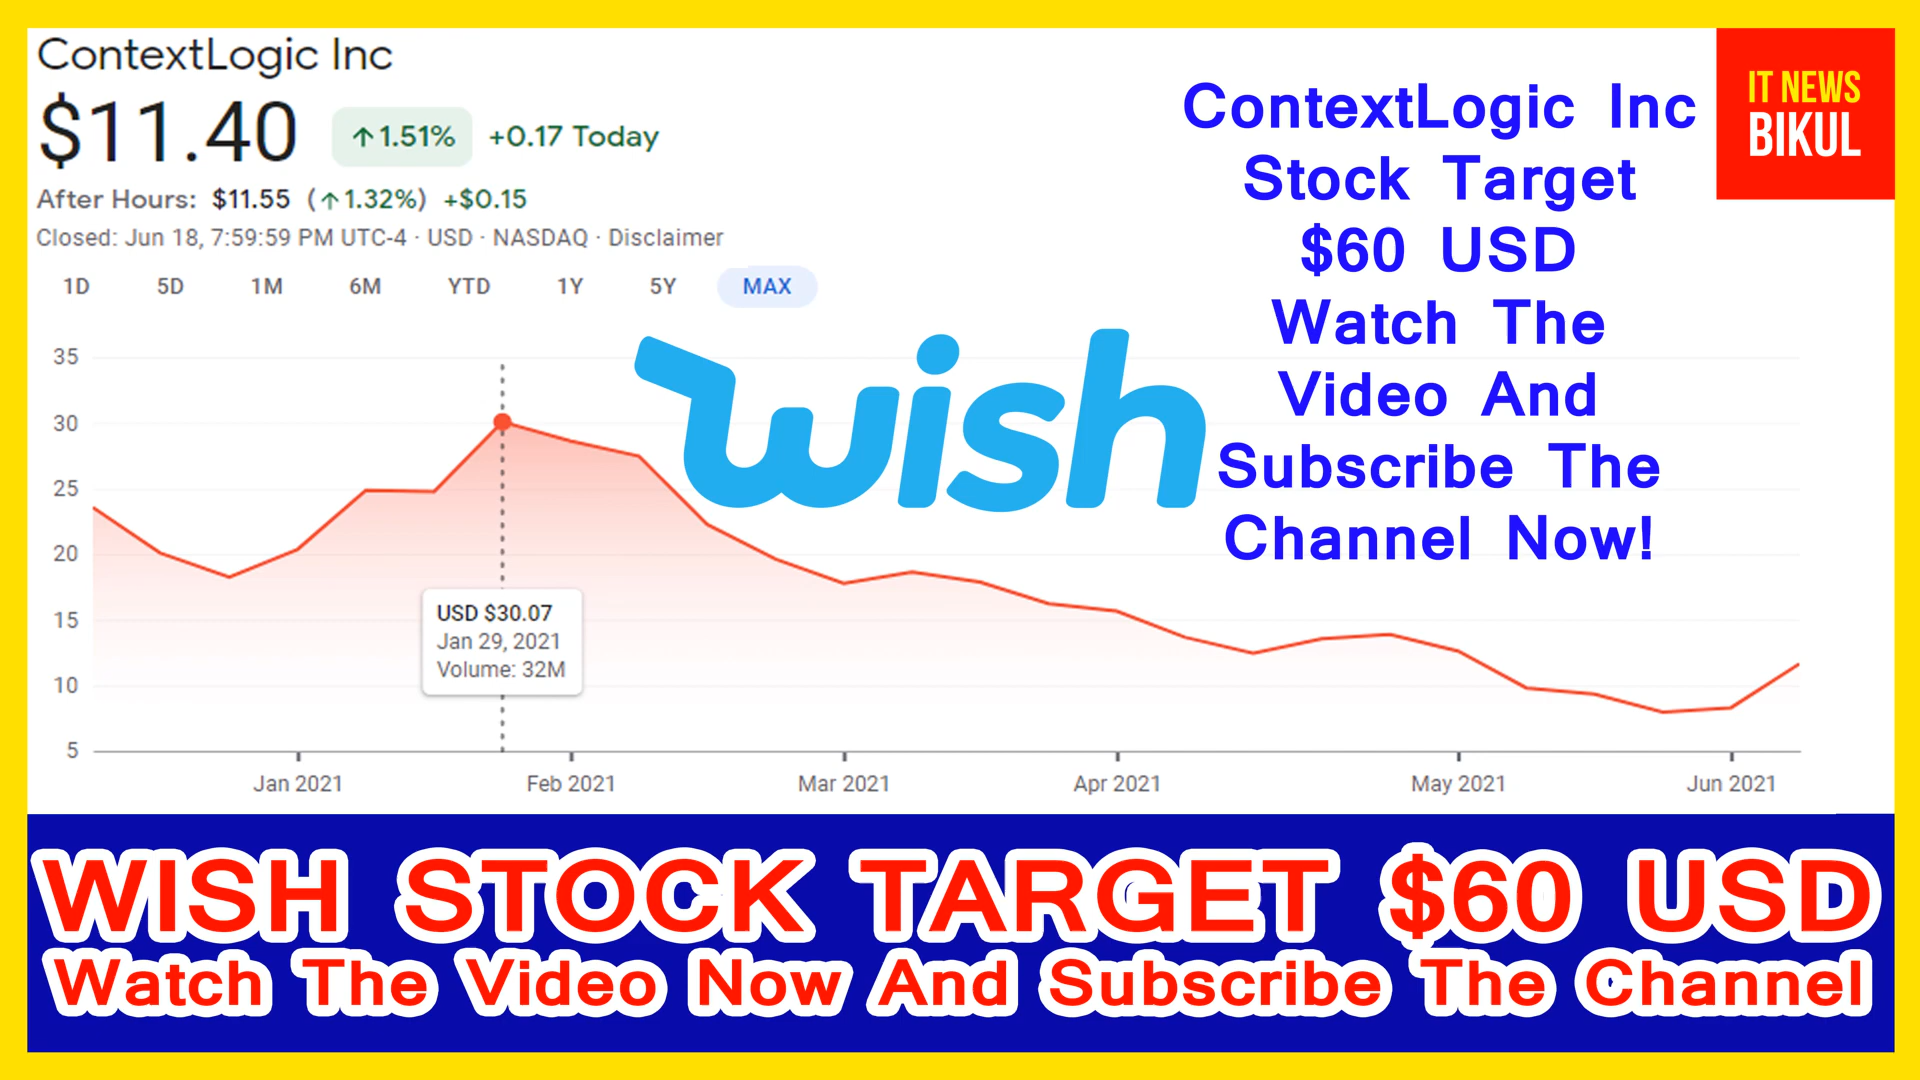 ContextLogic Inc
$11.40 ↑1.51% +0.17 Today
After Hours: $11.55 (↑1.32%) +$0.15
Closed: Jun 18, 7:59:59 PM UTC-4 · USD · NASDAQ · Disclaimer
1D 5D 1M 6M YTD 1Y 5Y MAX
ContextLogic Inc
Stock Target
$60 USD
Watch The
Video And
Subscribe The
Channel Now!
IT NEWS
BIKUL
wish
35
30
25
20
15
10
5
USD $30.07
Jan 29, 2021
Volume: 32M
Jan 2021 Feb 2021 Mar 2021 Apr 2021 May 2021 Jun 2021
WISH STOCK TARGET $60 USD
Watch The Video Now And Subscribe The Channel